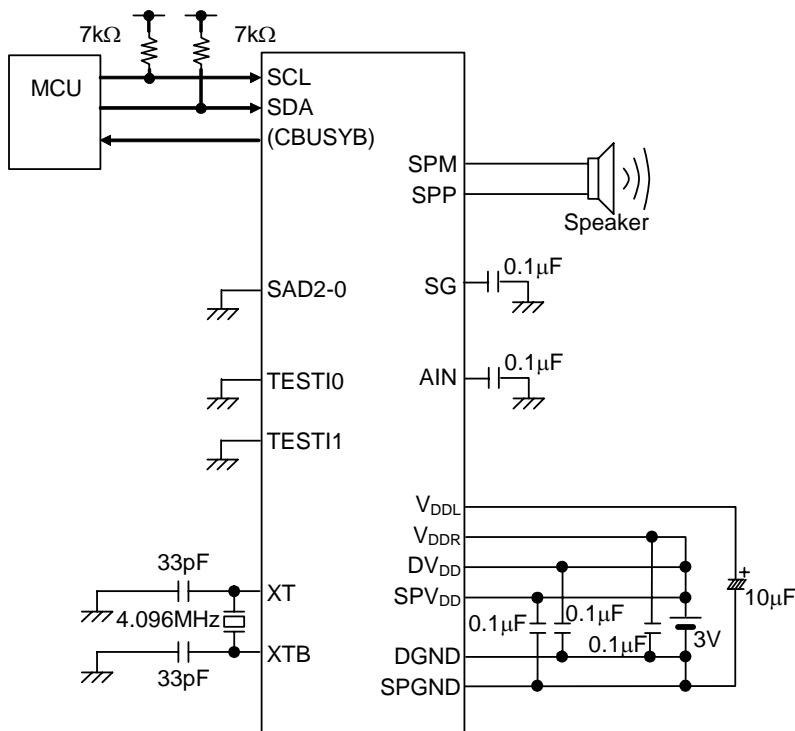 7kΩ
7kΩ
MCU
SCL
SDA
(CBUSYB)
SPM
SPP
Speaker
SAD2-0
SG
0.1μF
TESTI0
AIN
0.1μF
TESTI1
VDDL
VDDR
DVDD
SPVDD
DGND
SPGND
0.1μF
0.1μF
0.1μF
3V
+
10μF
33pF
XT
4.096MHz
XTB
33pF